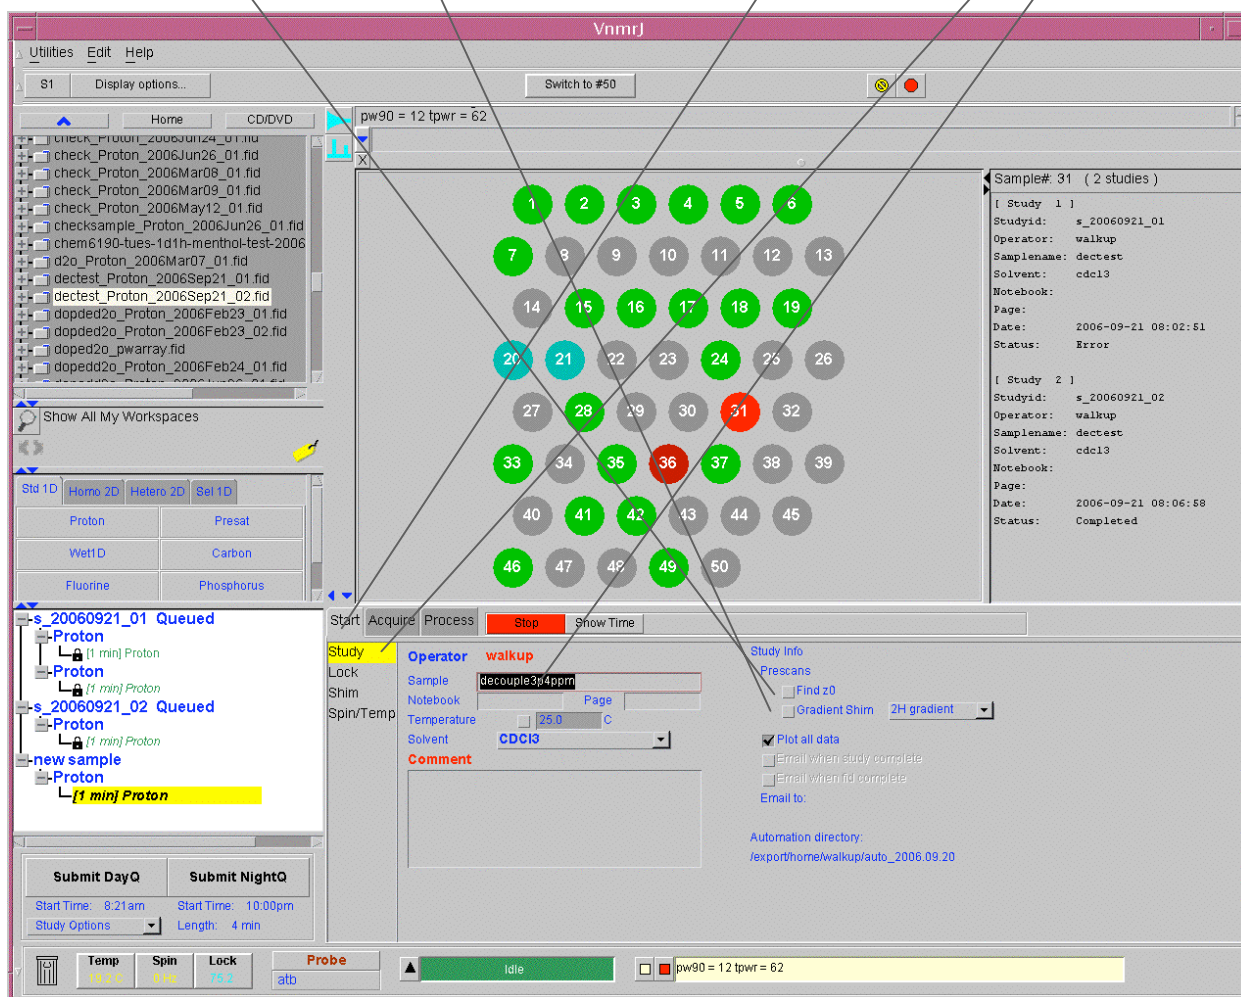 VnmrJ
Utilities Edit Help
S1 Display options... Switch to #50
Home CD/DVD
pw90 = 12 tpwr = 62
check_Proton_2006Jun24_01.fid
check_Proton_2006Jun26_01.fid
check_Proton_2006Mar08_01.fid
check_Proton_2006Mar09_01.fid
check_Proton_2006May12_01.fid
checksample_Proton_2006Jun26_01.fid
chem6190-tues-1d1h-menthol-test-2006
d2o_Proton_2006Mar07_01.fid
dectest_Proton_2006Sep21_01.fid
dectest_Proton_2006Sep21_02.fid
dopded2o_Proton_2006Feb23_01.fid
dopded2o_Proton_2006Feb23_02.fid
doped2o_pwarray.fid
dopedd2o_Proton_2006Feb24_01.fid
Show All My Workspaces
Std 1D Homo 2D Hetero 2D Sel 1D
Proton Presat
Wet1D Carbon
Fluorine Phosphorus
s_20060921_01 Queued
Proton
[1 min] Proton
Proton
[1 min] Proton
s_20060921_02 Queued
Proton
[1 min] Proton
new sample
Proton
[1 min] Proton
Submit DayQ Submit NightQ
Start Time: 8:21am Start Time: 10:00pm
Study Options Length: 4 min
X
1 2 3 4 5 6
7 8 9 10 11 12 13
14 15 16 17 18 19
20 21 22 23 24 25 26
27 28 29 30 31 32
33 34 35 36 37 38 39
40 41 42 43 44 45
46 47 48 49 50
Sample#: 31 ( 2 studies )
[ Study 1 ]
Studyid: s_20060921_01
Operator: walkup
Samplename: dectest
Solvent: cdcl3
Notebook:
Page:
Date: 2006-09-21 08:02:51
Status: Error
[ Study 2 ]
Studyid: s_20060921_02
Operator: walkup
Samplename: dectest
Solvent: cdcl3
Notebook:
Page:
Date: 2006-09-21 08:06:58
Status: Completed
Start Acquire Process Stop Show Time
Study
Lock
Shim
Spin/Temp
Operator walkup
Sample decouple3p4ppm
Notebook Page
Temperature 25.0 C
Solvent CDCl3
Comment
Study Info
Prescans
Find z0
Gradient Shim 2H gradient
Plot all data
Email when study complete
Email when fid complete
Email to:
Automation directory:
/export/home/walkup/auto_2006.09.20
Temp Spin Lock Probe
0 Hz 75.2 atb
Idle
pw90 = 12 tpwr = 62